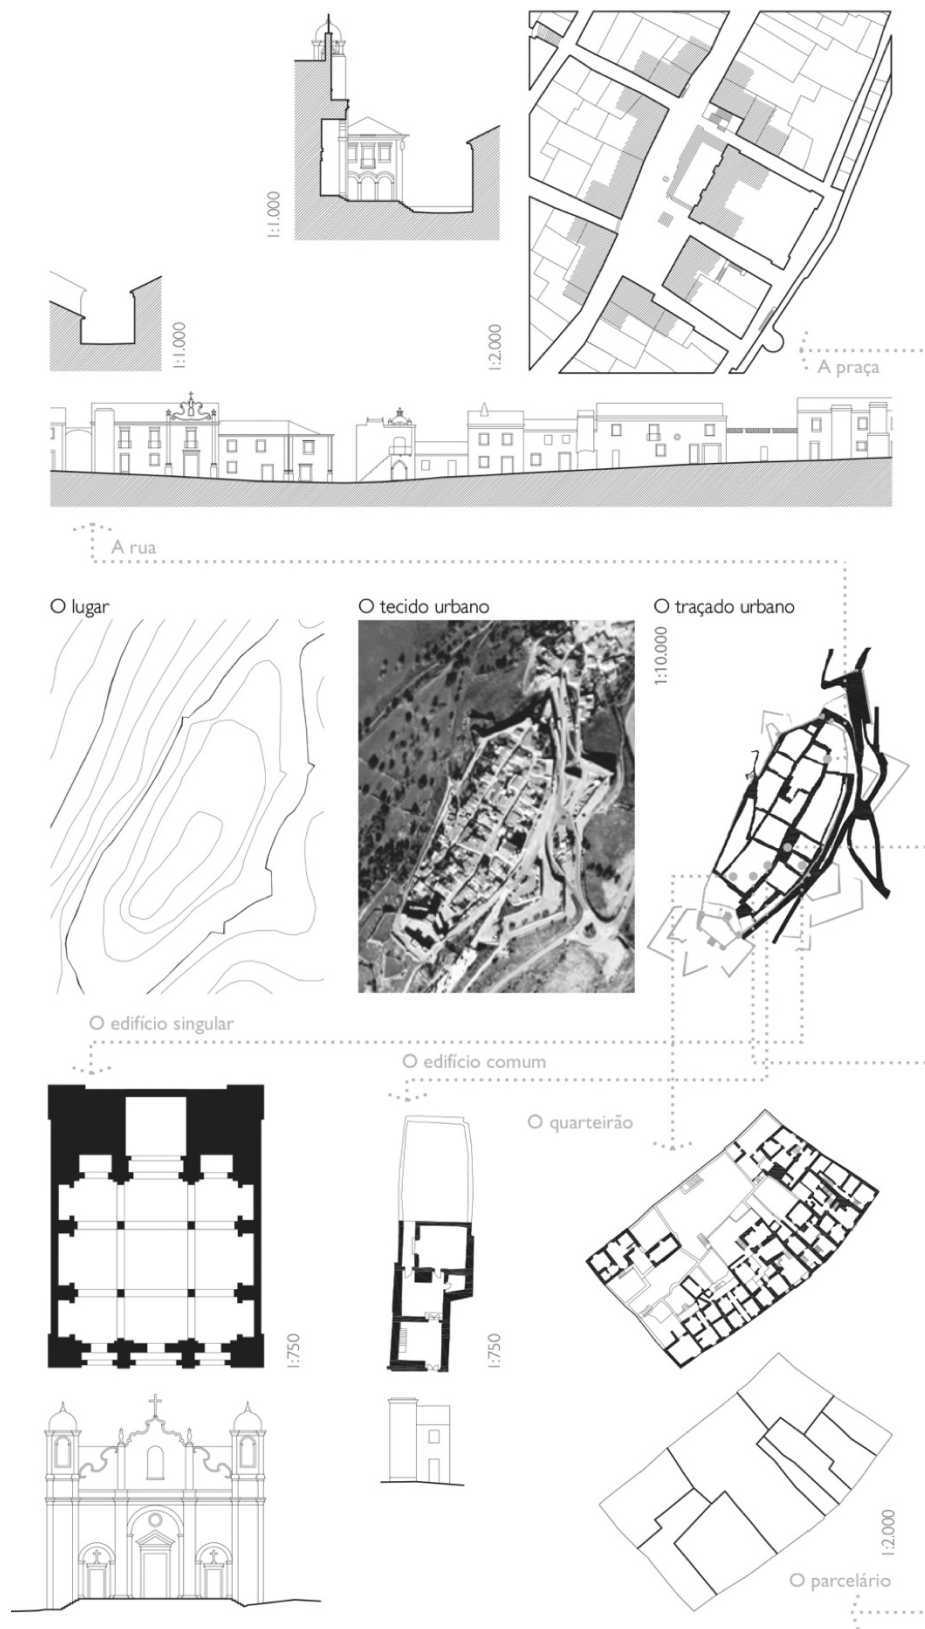 1:1.000
1:1.000
1:2.000
A praça
A rua
O lugar
O tecido urbano
O traçado urbano
1:10.000
O edifício singular
O edifício comum
O quarteirão
1:750
1:750
1:2.000
O parcelário